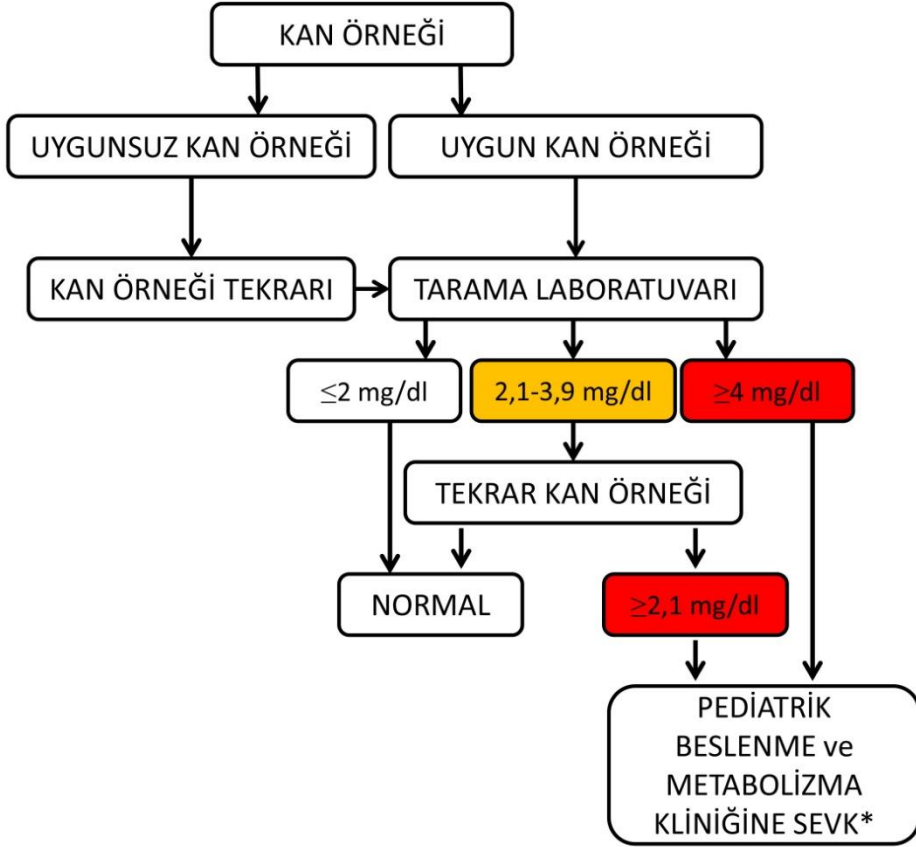 KAN ÖRNEĞİ
UYGUNSUZ KAN ÖRNEĞİ
UYGUN KAN ÖRNEĞİ
KAN ÖRNEĞİ TEKRARI
TARAMA LABORATUVARI
≤2 mg/dl
2,1-3,9 mg/dl
≥4 mg/dl
TEKRAR KAN ÖRNEĞİ
NORMAL
≥2,1 mg/dl
PEDİATRİK
BESLENME ve
METABOLİZMA
KLİNİĞİNE SEVK*